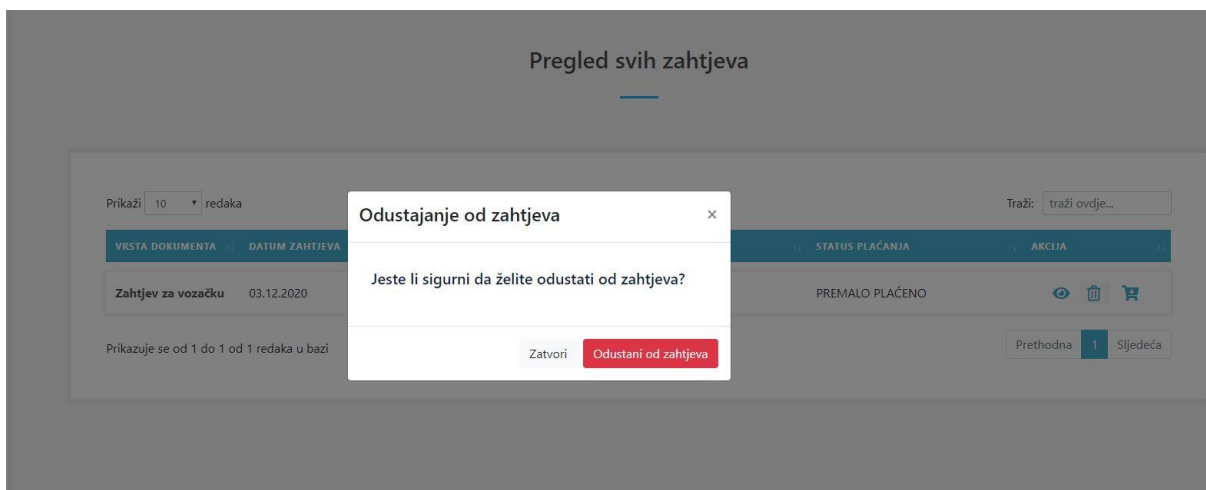 Pregled svih zahtjeva
Prikaži 10 redaka
Traži: traži ovdje...
Odustajanje od zahtjeva ×
VRSTA DOKUMENTA DATUM ZAHTJEVA STATUS PLAĆANJA AKCIJA
Jeste li sigurni da želite odustati od zahtjeva?
Zahtjev za vozačku 03.12.2020 PREMALO PLAĆENO
Prikazuje se od 1 do 1 od 1 redaka u bazi
Prethodna 1 Sljedeća
Zatvori Odustani od zahtjeva